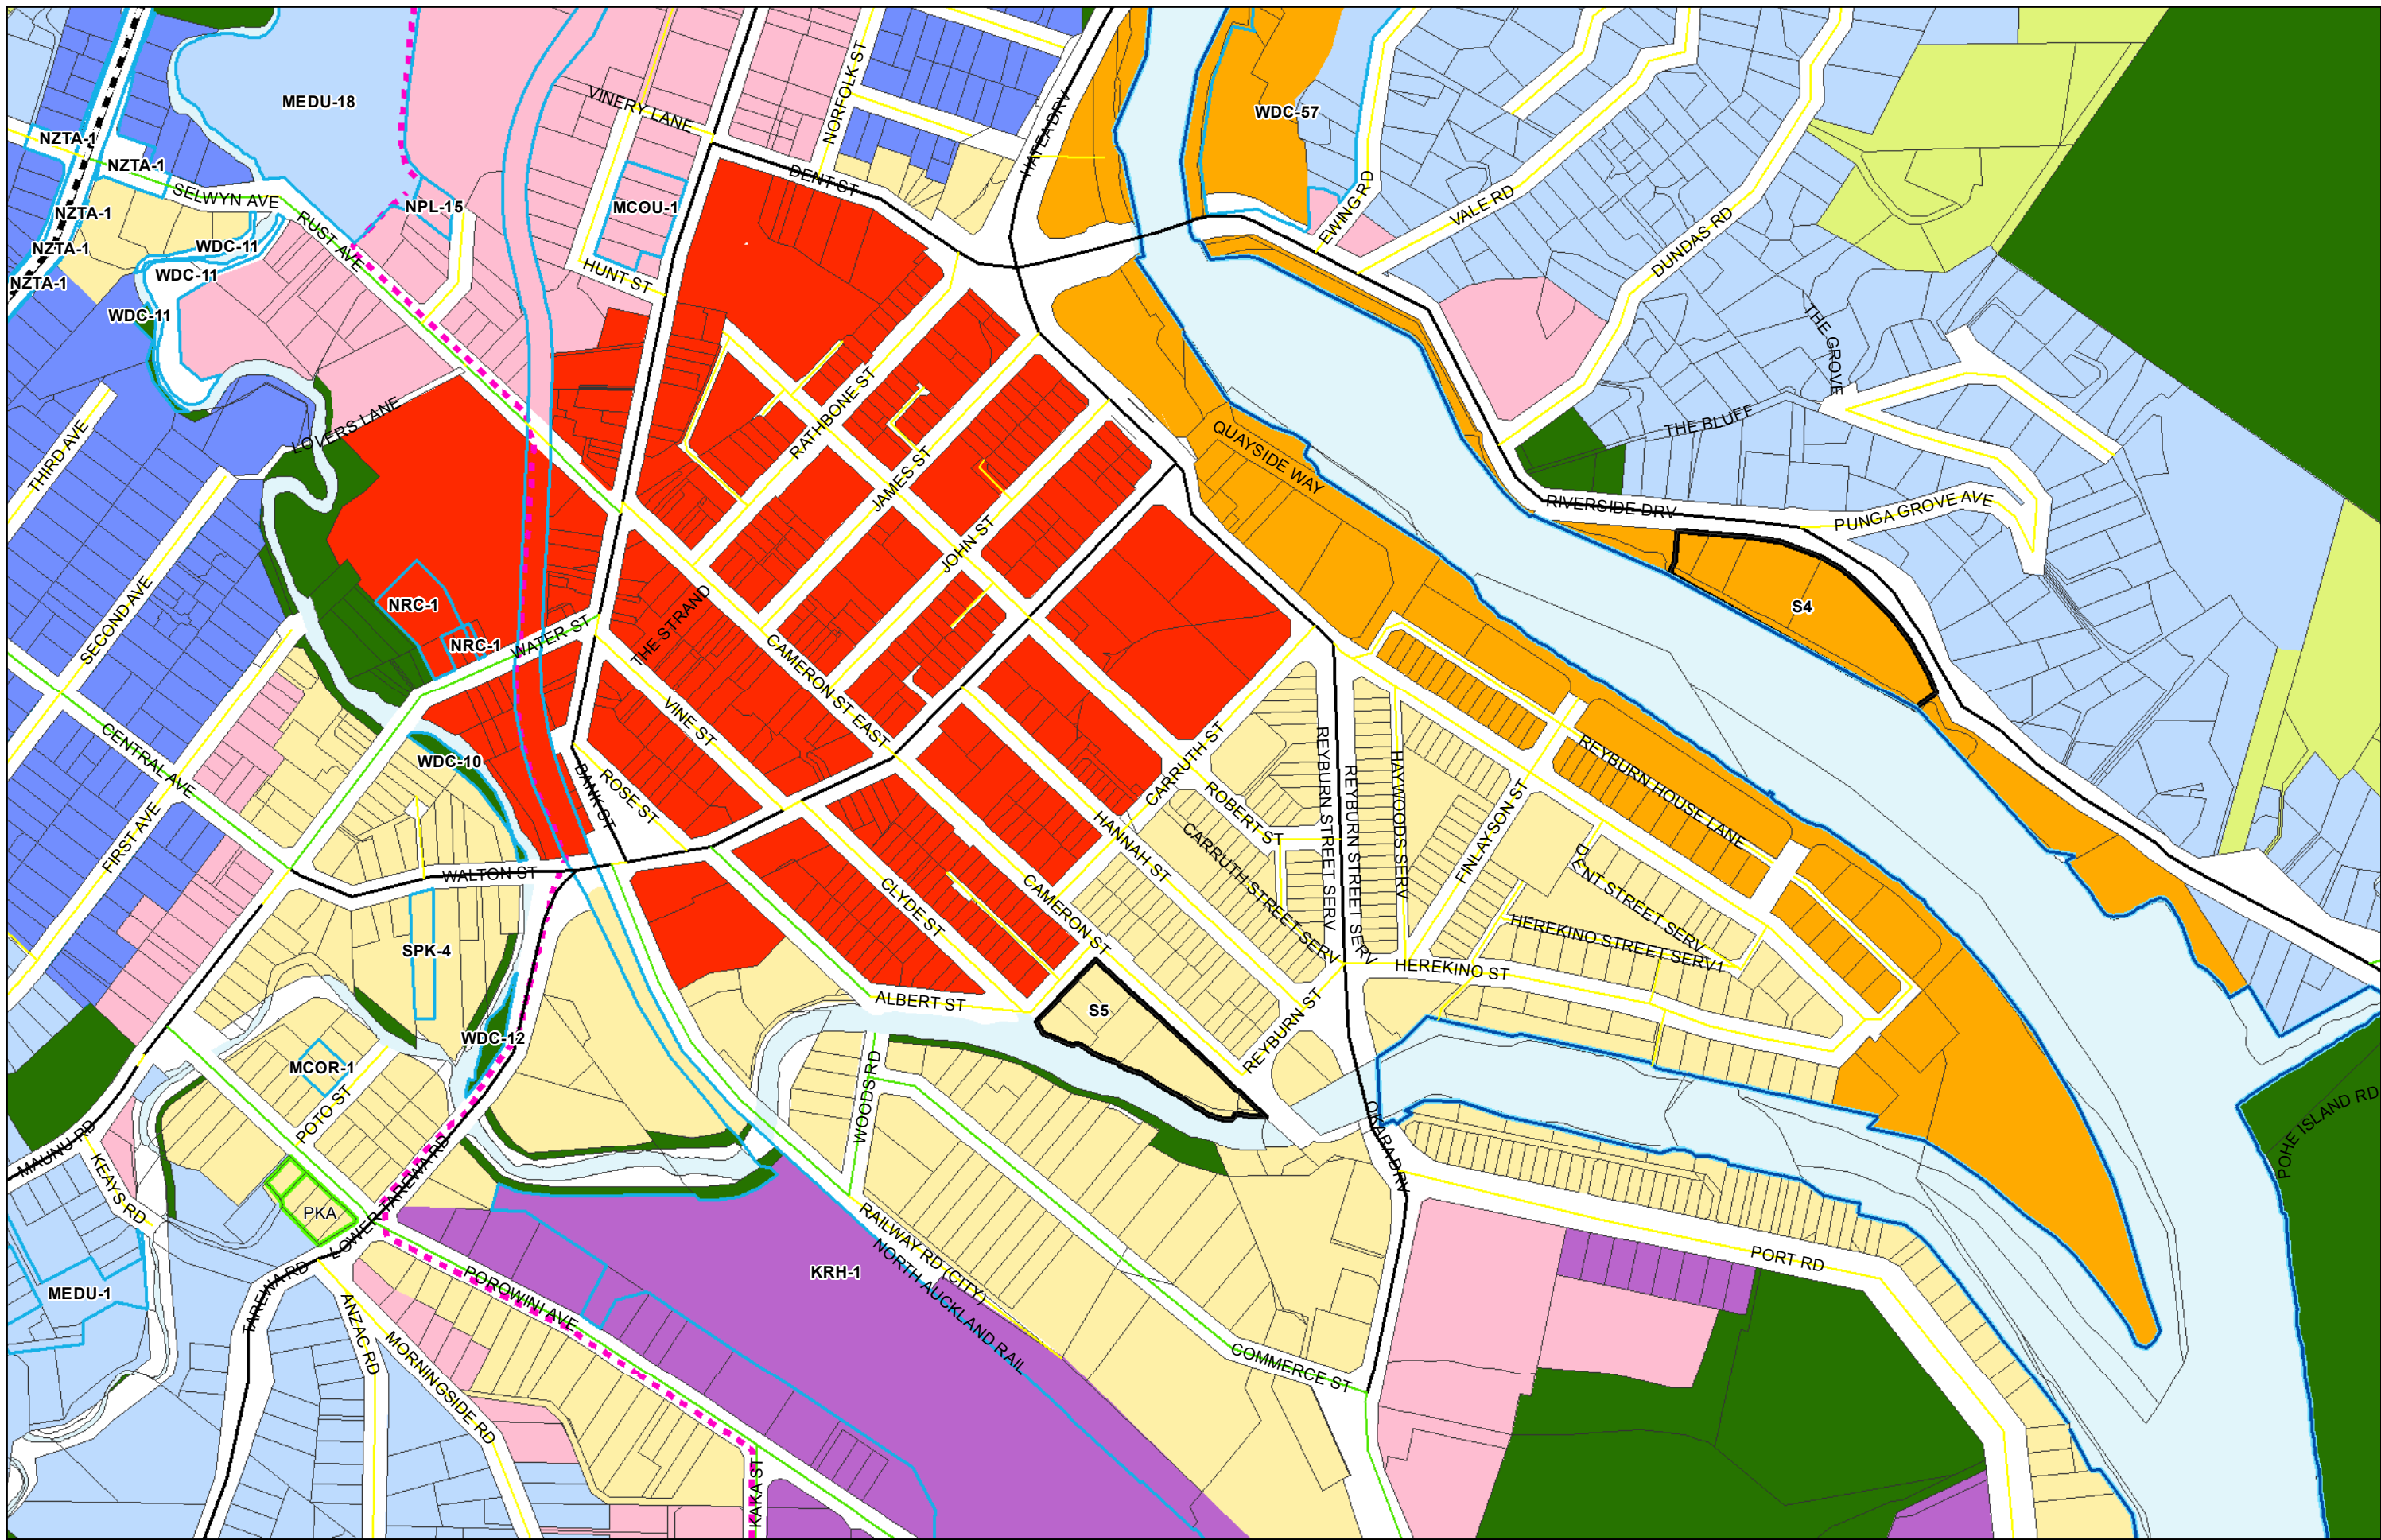 MEDU-18
NZTA-1
NZTA-1
NZTA-1
NZTA-1
NZTA-1
SELWYN AVE
RUST AVE
NPL-15
WDC-11
WDC-11
WDC-11
VINERY LANE
NORFOLK ST
MCOU-1
HUNT ST
DENT ST
HATEA DRV
WDC-57
EWING RD
VALE RD
DUNDAS RD
THE GROVE
THE BLUFF
THIRD AVE
LOVERS LANE
RATHBONE ST
JAMES ST
JOHN ST
QUAYSIDE WAY
RIVERSIDE DRV
PUNGA GROVE AVE
S4
SECOND AVE
NRC-1
NRC-1
WATER ST
THE STRAND
CAMERON ST EAST
CENTRAL AVE
WDC-10
VINE ST
BANK ST
ROSE ST
CARRUTH ST
REYBURN STREET SERV
REYBURN STREET SERV
HAYWOODS SERV
REYBURN HOUSE LANE
FIRST AVE
ROBERT ST
HANNAH ST
CARRUTH STREET SERV
FINLAYSON ST
DENT STREET SERV
WALTON ST
CLYDE ST
CAMERON ST
HEREKINO STREET SERV1
SPK-4
HEREKINO ST
ALBERT ST
S5
WDC-12
REYBURN ST
MCOR-1
POTO ST
WOODS RD
OKARA DRV
POHE ISLAND RD
MAUNU RD
KEAYS RD
PKA
LOWER TAREWA RD
RAILWAY RD (CITY)
NORTH AUCKLAND RAIL
PORT RD
KRH-1
MEDU-1
TAREWA RD
POROWINI AVE
ANZAC RD
MORNINGSIDE RD
COMMERCE ST
KAKA ST